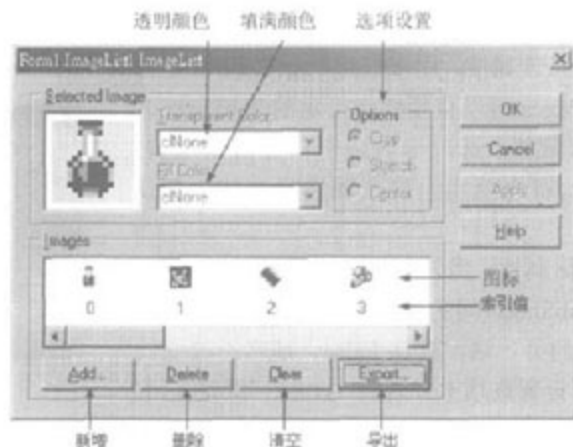 透明颜色 填满颜色 选项设置
Form1.ImageList1 ImageList
Selected Image
Transparent Color
Options
OK
clNone
Crop
Cancel
Fill Color
Stretch
Apply
clNone
Center
Help
Images
图标
0 1 2 3
索引值
Add... Delete Clear Export...
新增 删除 清空 导出